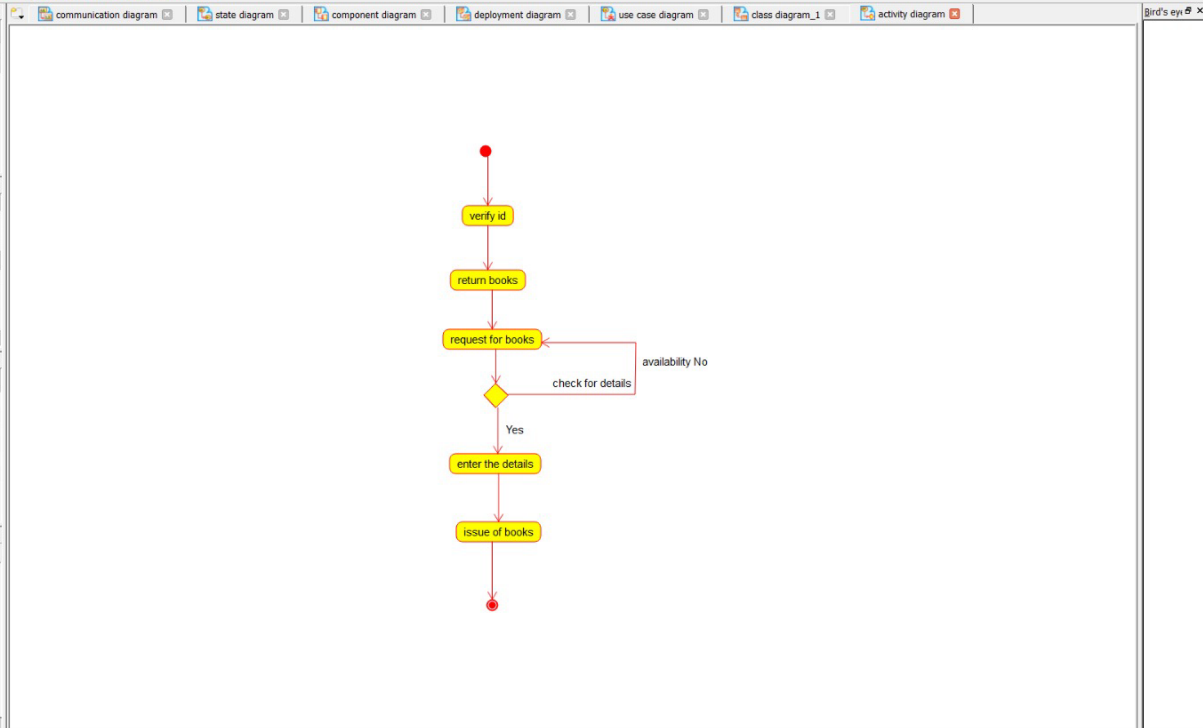 communication diagram
state diagram
component diagram
deployment diagram
use case diagram
class diagram_1
activity diagram
Bird's eye
verify id
return books
request for books
availability No
check for details
Yes
enter the details
issue of books